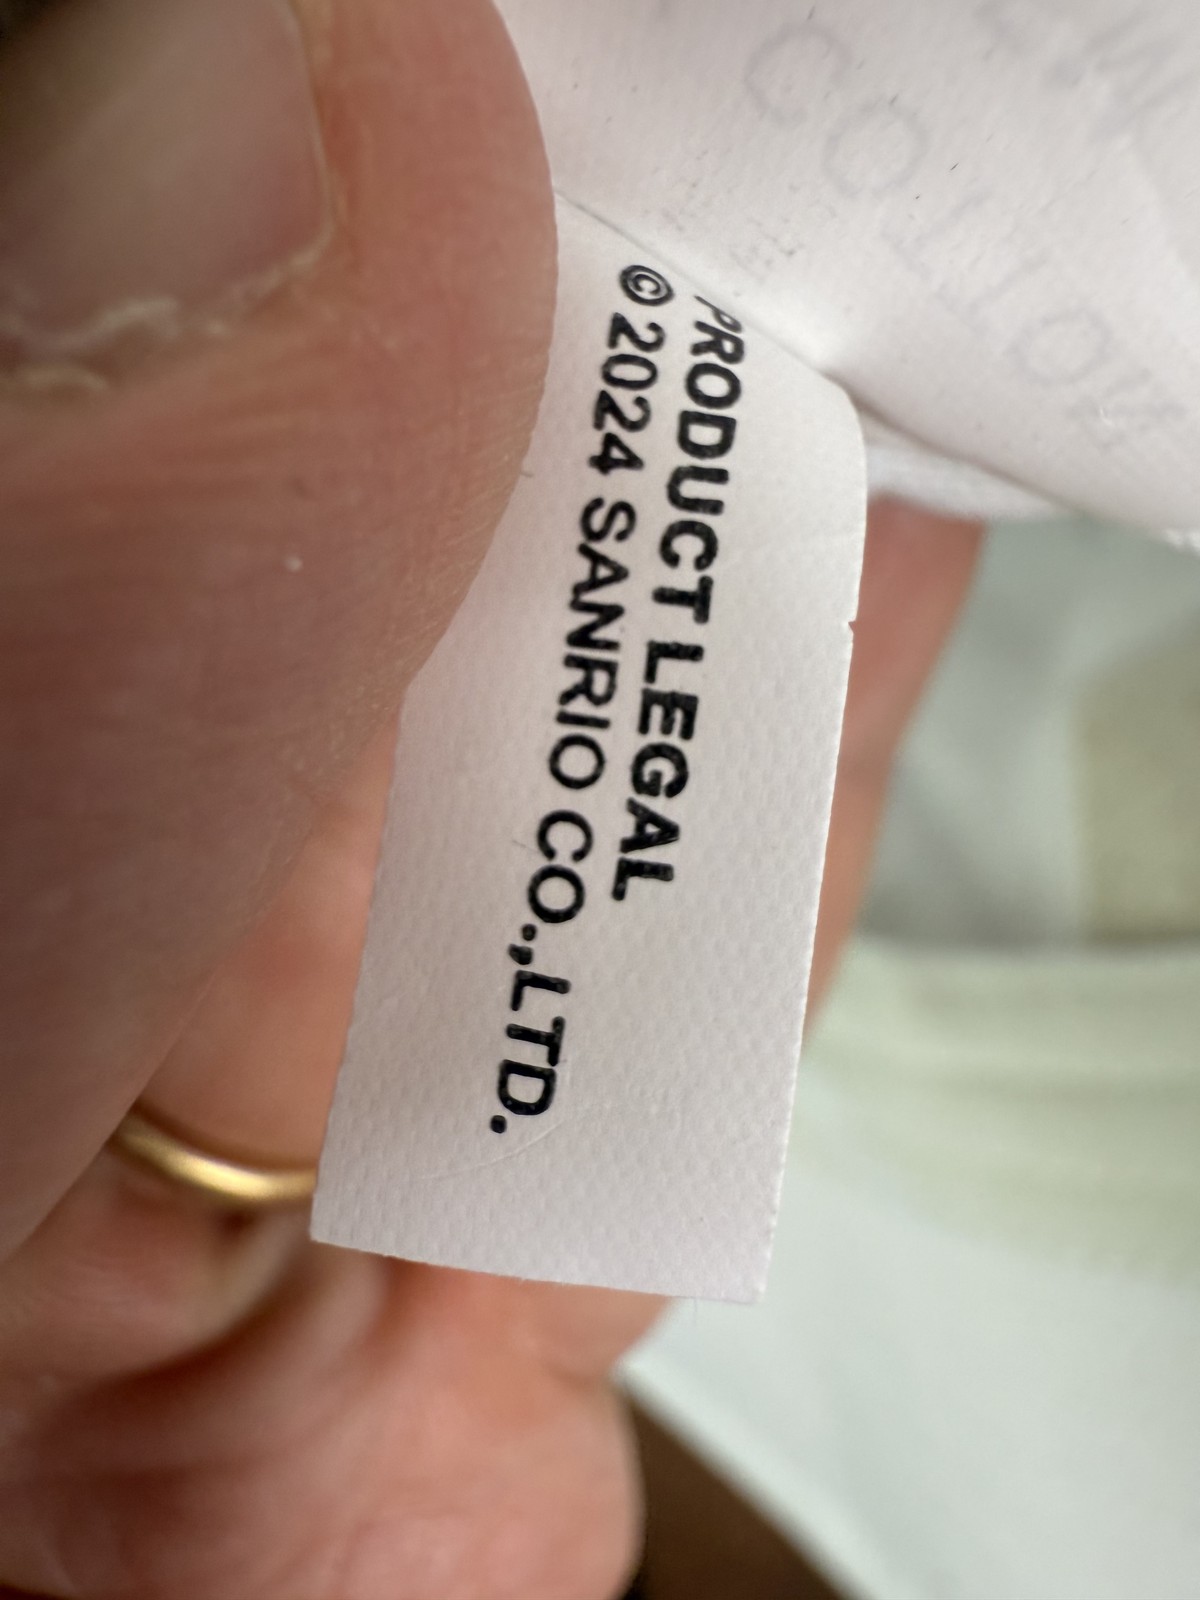 PRODUCT LEGAL
© 2024 SANRIO CO.,LTD.